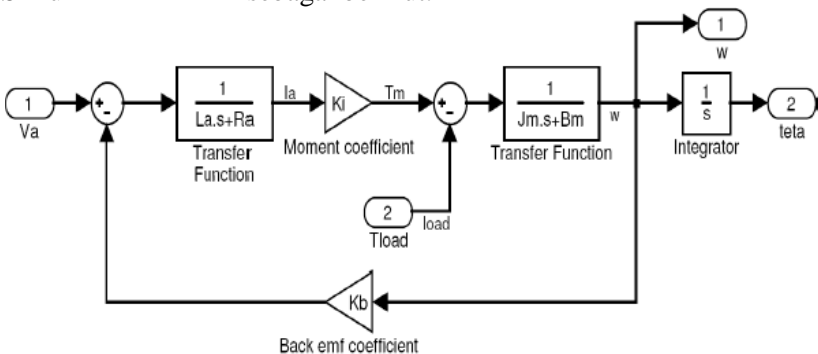 1
Va
+
-
1
La.s+Ra
Transfer
Function
Ia
Ki
Moment coefficient
Tm
+
-
1
Jm.s+Bm
Transfer Function
w
1
w
1
s
Integrator
2
teta
2
Tload
load
Kb
Back emf coefficient